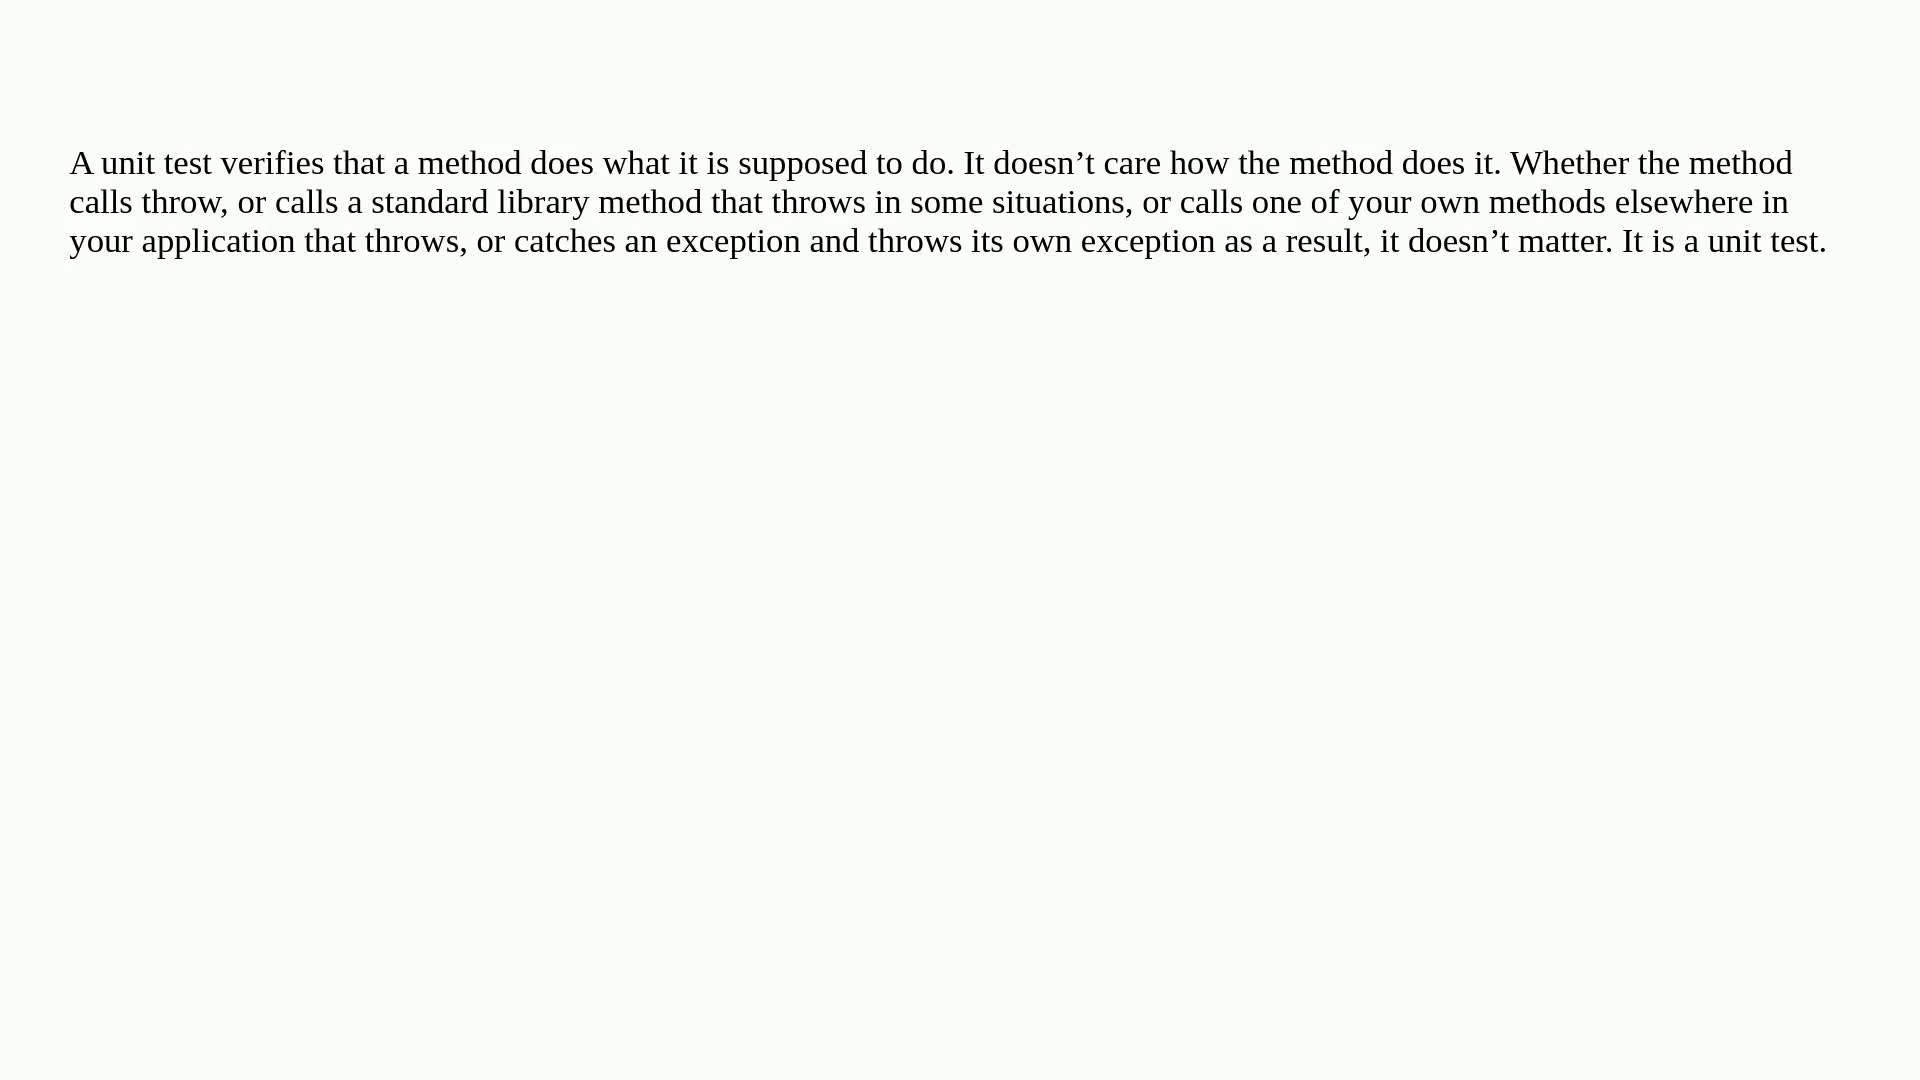 A unit test verifies that a method does what it is supposed to do. It doesn’t care how the method does it. Whether the method
calls throw, or calls a standard library method that throws in some situations, or calls one of your own methods elsewhere in
your application that throws, or catches an exception and throws its own exception as a result, it doesn’t matter. It is a unit test.